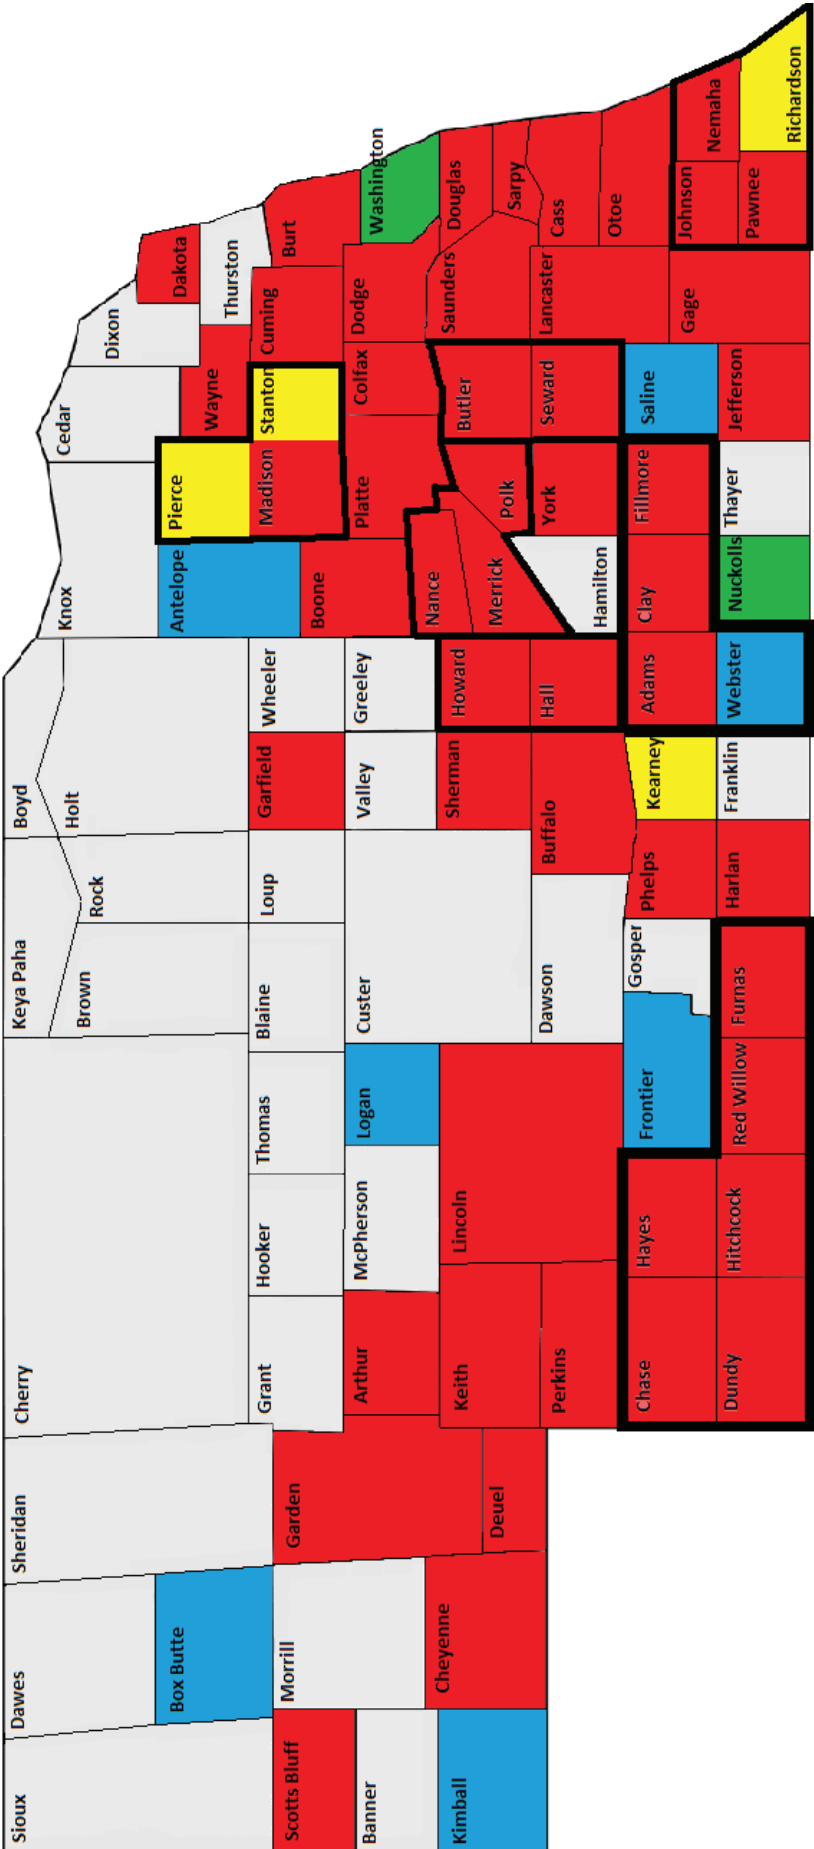 Sioux
Dawes
Sheridan
Cherry
Keya Paha
Boyd
Brown
Rock
Holt
Knox
Cedar
Dixon
Box Butte
Antelope
Pierce
Wayne
Dakota
Thurston
Scotts Bluff
Morrill
Garden
Grant
Hooker
Thomas
Blaine
Loup
Garfield
Wheeler
Boone
Madison
Stanton
Cuming
Burt
Banner
Arthur
McPherson
Logan
Custer
Valley
Greeley
Platte
Colfax
Dodge
Washington
Kimball
Cheyenne
Deuel
Keith
Lincoln
Sherman
Howard
Nance
Merrick
Polk
Butler
Saunders
Douglas
Sarpy
Perkins
Dawson
Buffalo
Hall
Hamilton
York
Seward
Lancaster
Cass
Otoe
Chase
Hayes
Frontier
Gosper
Phelps
Kearney
Adams
Clay
Fillmore
Saline
Gage
Johnson
Nemaha
Dundy
Hitchcock
Red Willow
Furnas
Harlan
Franklin
Webster
Nuckolls
Thayer
Jefferson
Pawnee
Richardson